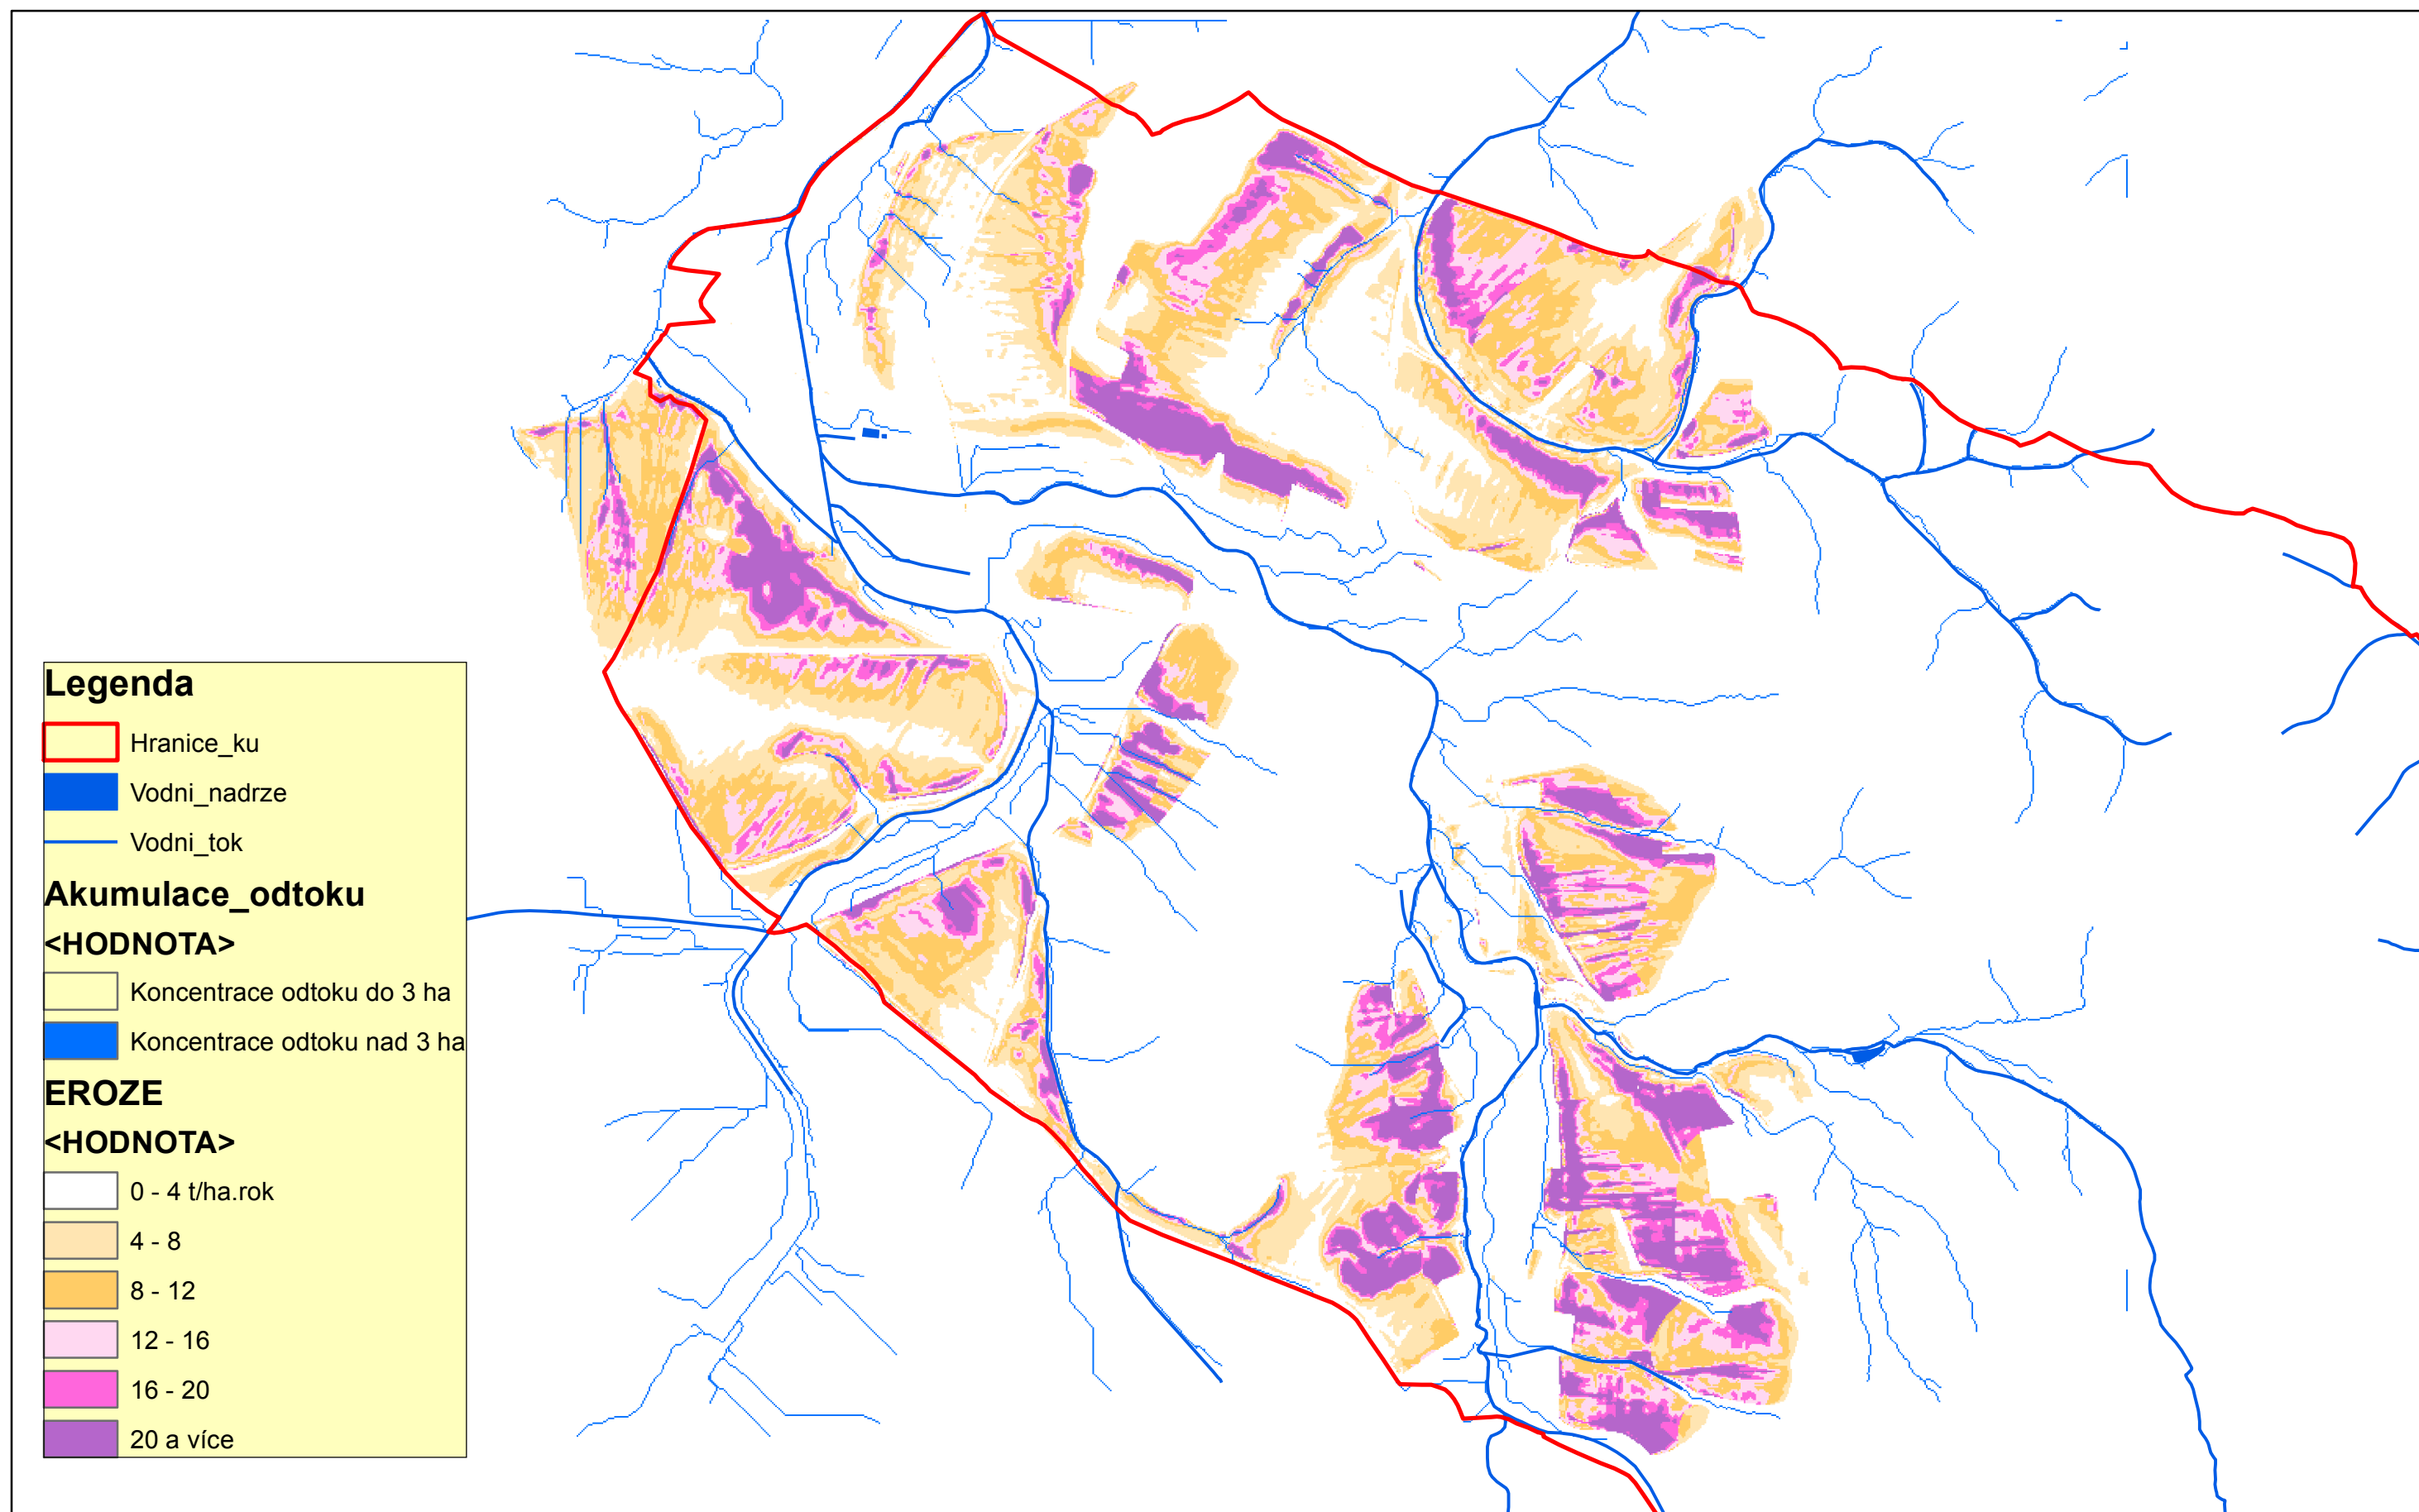 Legenda
Hranice_ku
Vodni_nadrze
Vodni_tok
Akumulace_odtoku
<HODNOTA>
Koncentrace odtoku do 3 ha
Koncentrace odtoku nad 3 ha
EROZE
<HODNOTA>
0 - 4 t/ha.rok
4 - 8
8 - 12
12 - 16
16 - 20
20 a více